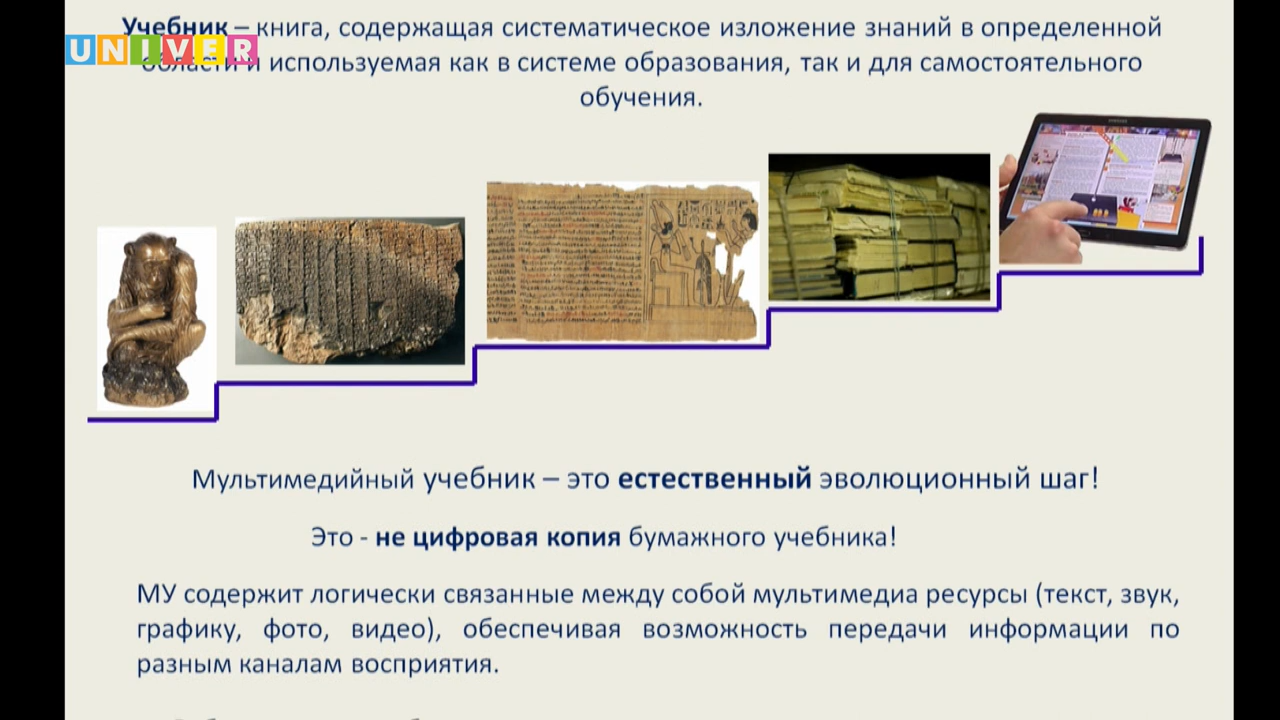 Учебник – книга, содержащая систематическое изложение знаний в определенной
UNIVER
области и используемая как в системе образования, так и для самостоятельного
обучения.
SAMSUNG
Мультимедийный учебник – это естественный эволюционный шаг!
Это - не цифровая копия бумажного учебника!
МУ содержит логически связанные между собой мультимедиа ресурсы (текст, звук,
графику, фото, видео), обеспечивая возможность передачи информации по
разным каналам восприятия.